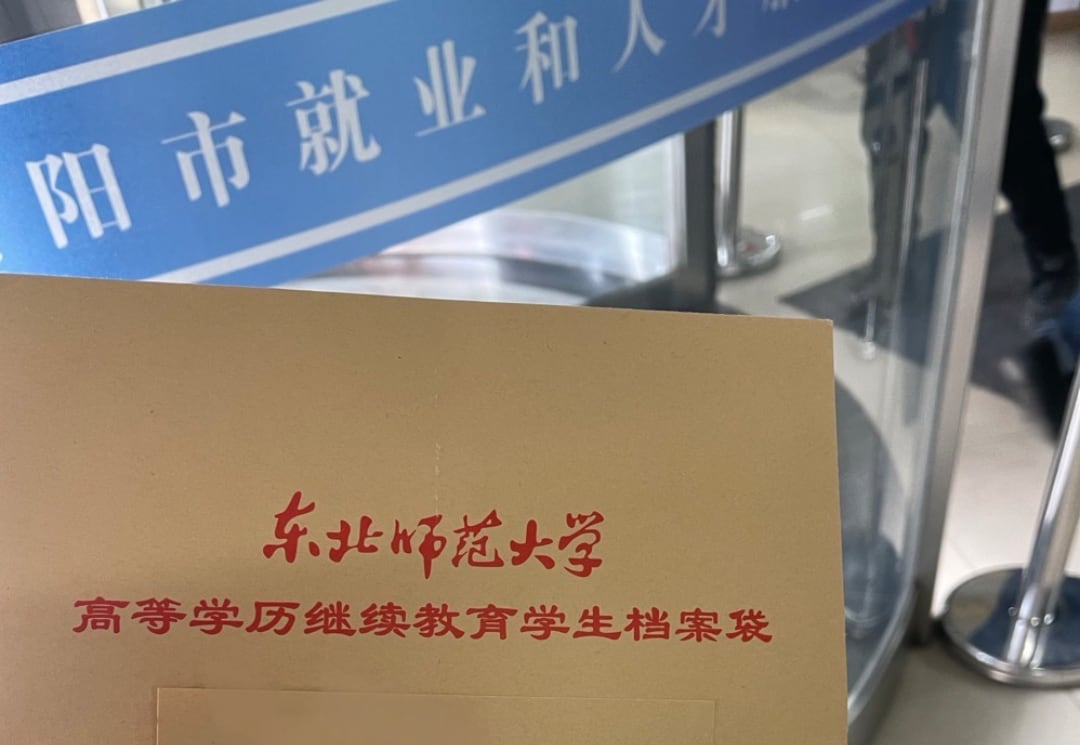 阳市就业和人才
东北师范大学
高等学历继续教育学生档案袋